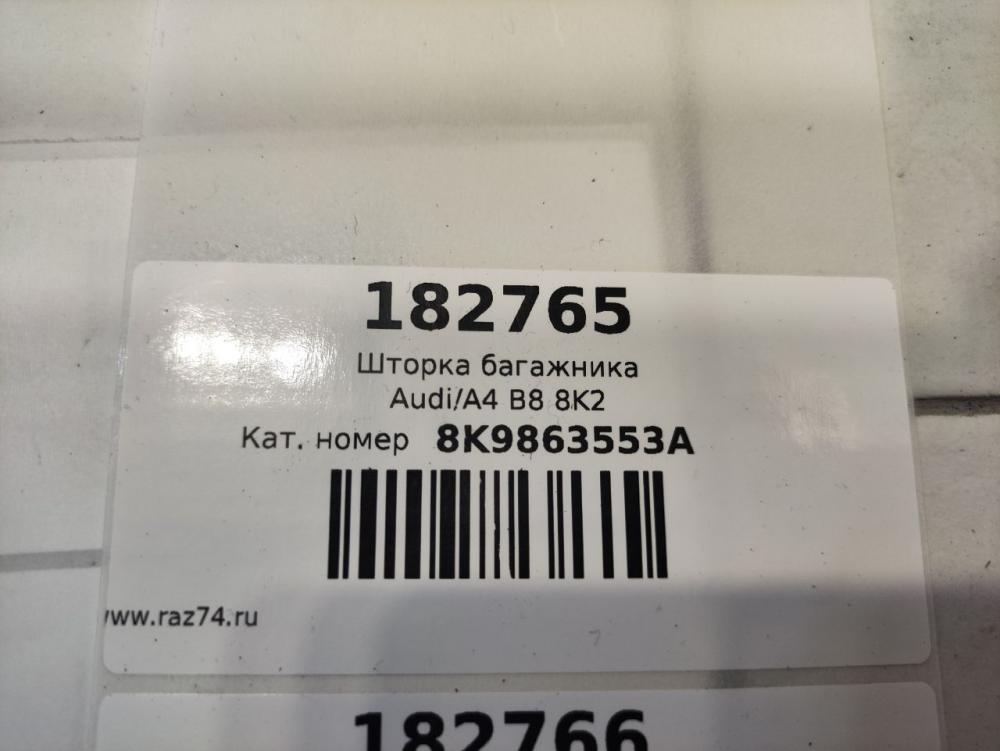 182765
Шторка багажника
Audi/A4 B8 8K2
Кат. номер 8K9863553A
www.raz74.ru
182766